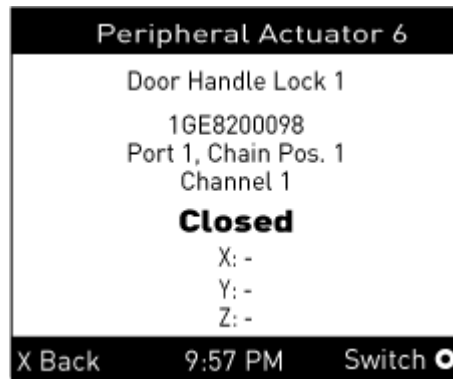 Peripheral Actuator 6
Door Handle Lock 1
1GE8200098
Port 1, Chain Pos. 1
Channel 1
Closed
X: -
Y: -
Z: -
X Back 9:57 PM Switch